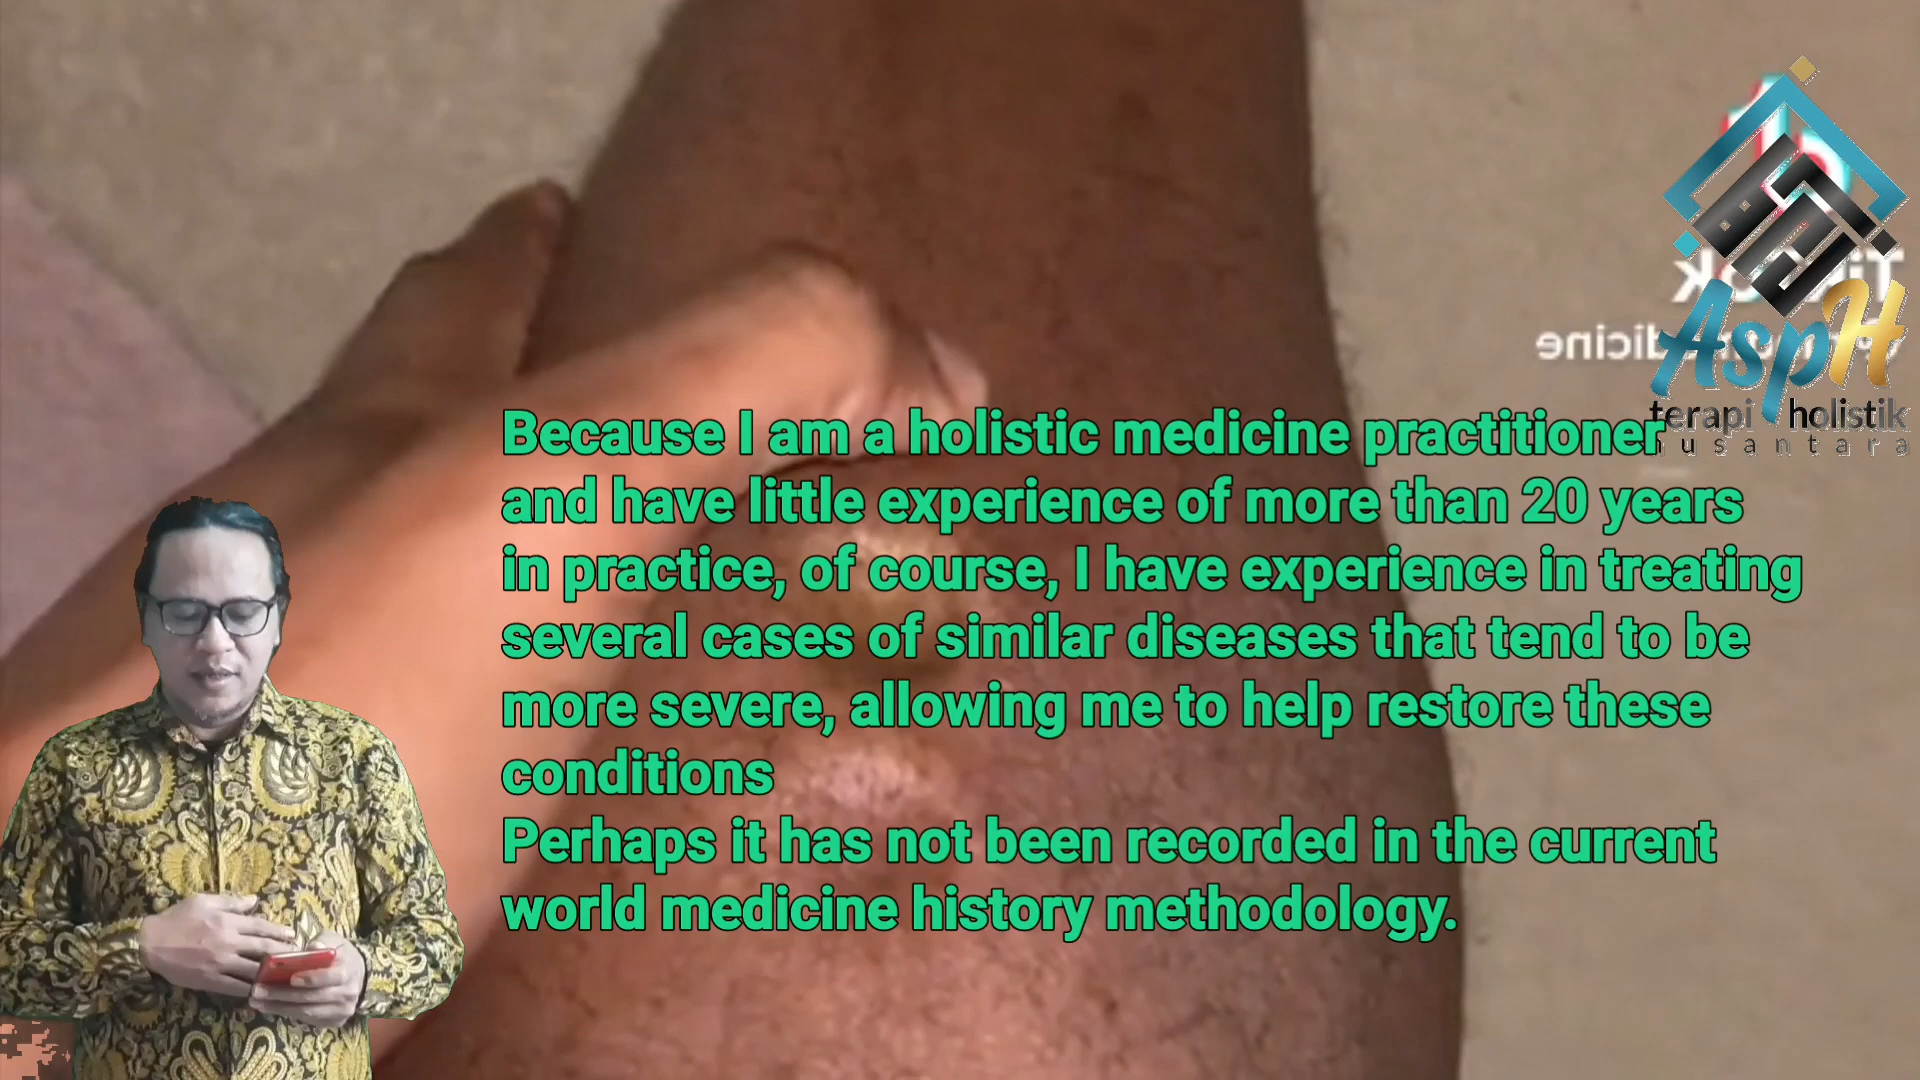 AspH
terapi holistik
nusantara
Because I am a holistic medicine practitioner
and have little experience of more than 20 years
in practice, of course, I have experience in treating
several cases of similar diseases that tend to be
more severe, allowing me to help restore these
conditions
Perhaps it has not been recorded in the current
world medicine history methodology.